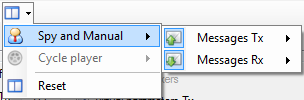 Spy and Manual
Messages Tx
Cycle player
Messages Rx
Reset